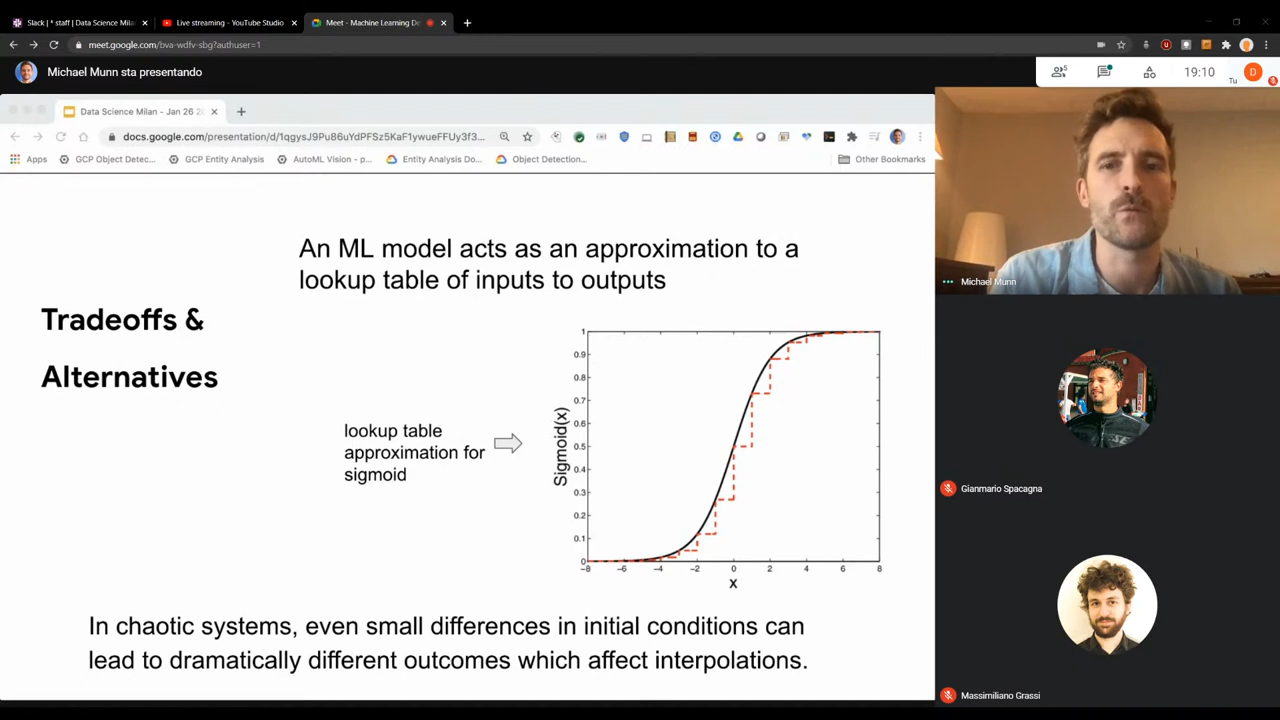 Slack | * staff | Data Science Mila
Live streaming - YouTube Studio
Meet - Machine Learning De
meet.google.com/bva-wdfv-sbg?authuser=1
Michael Munn sta presentando
5
19:10
D
Tu
Data Science Milan - Jan 26 2
docs.google.com/presentation/d/1qgysJ9Pu86uYdPFSz5KaF1ywueFFUy3f3...
Apps
GCP Object Detec...
GCP Entity Analysis
AutoML Vision - p...
Entity Analysis Do...
Object Detection...
Other Bookmarks
An ML model acts as an approximation to a
lookup table of inputs to outputs
Tradeoffs &
Alternatives
lookup table
approximation for
sigmoid
Sigmoid(x)
1
0.9
0.8
0.7
0.6
0.5
0.4
0.3
0.2
0.1
0
-8 -6 -4 -2 0 2 4 6 8
x
In chaotic systems, even small differences in initial conditions can
lead to dramatically different outcomes which affect interpolations.
Michael Munn
Gianmario Spacagna
Massimiliano Grassi